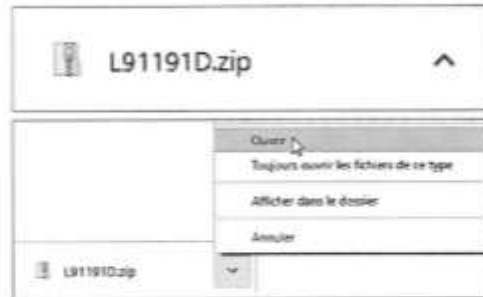 L91191D.zip
Ouvrir
Toujours ouvrir les fichiers de ce type
Afficher dans le dossier
Annuler
L91191D.zip